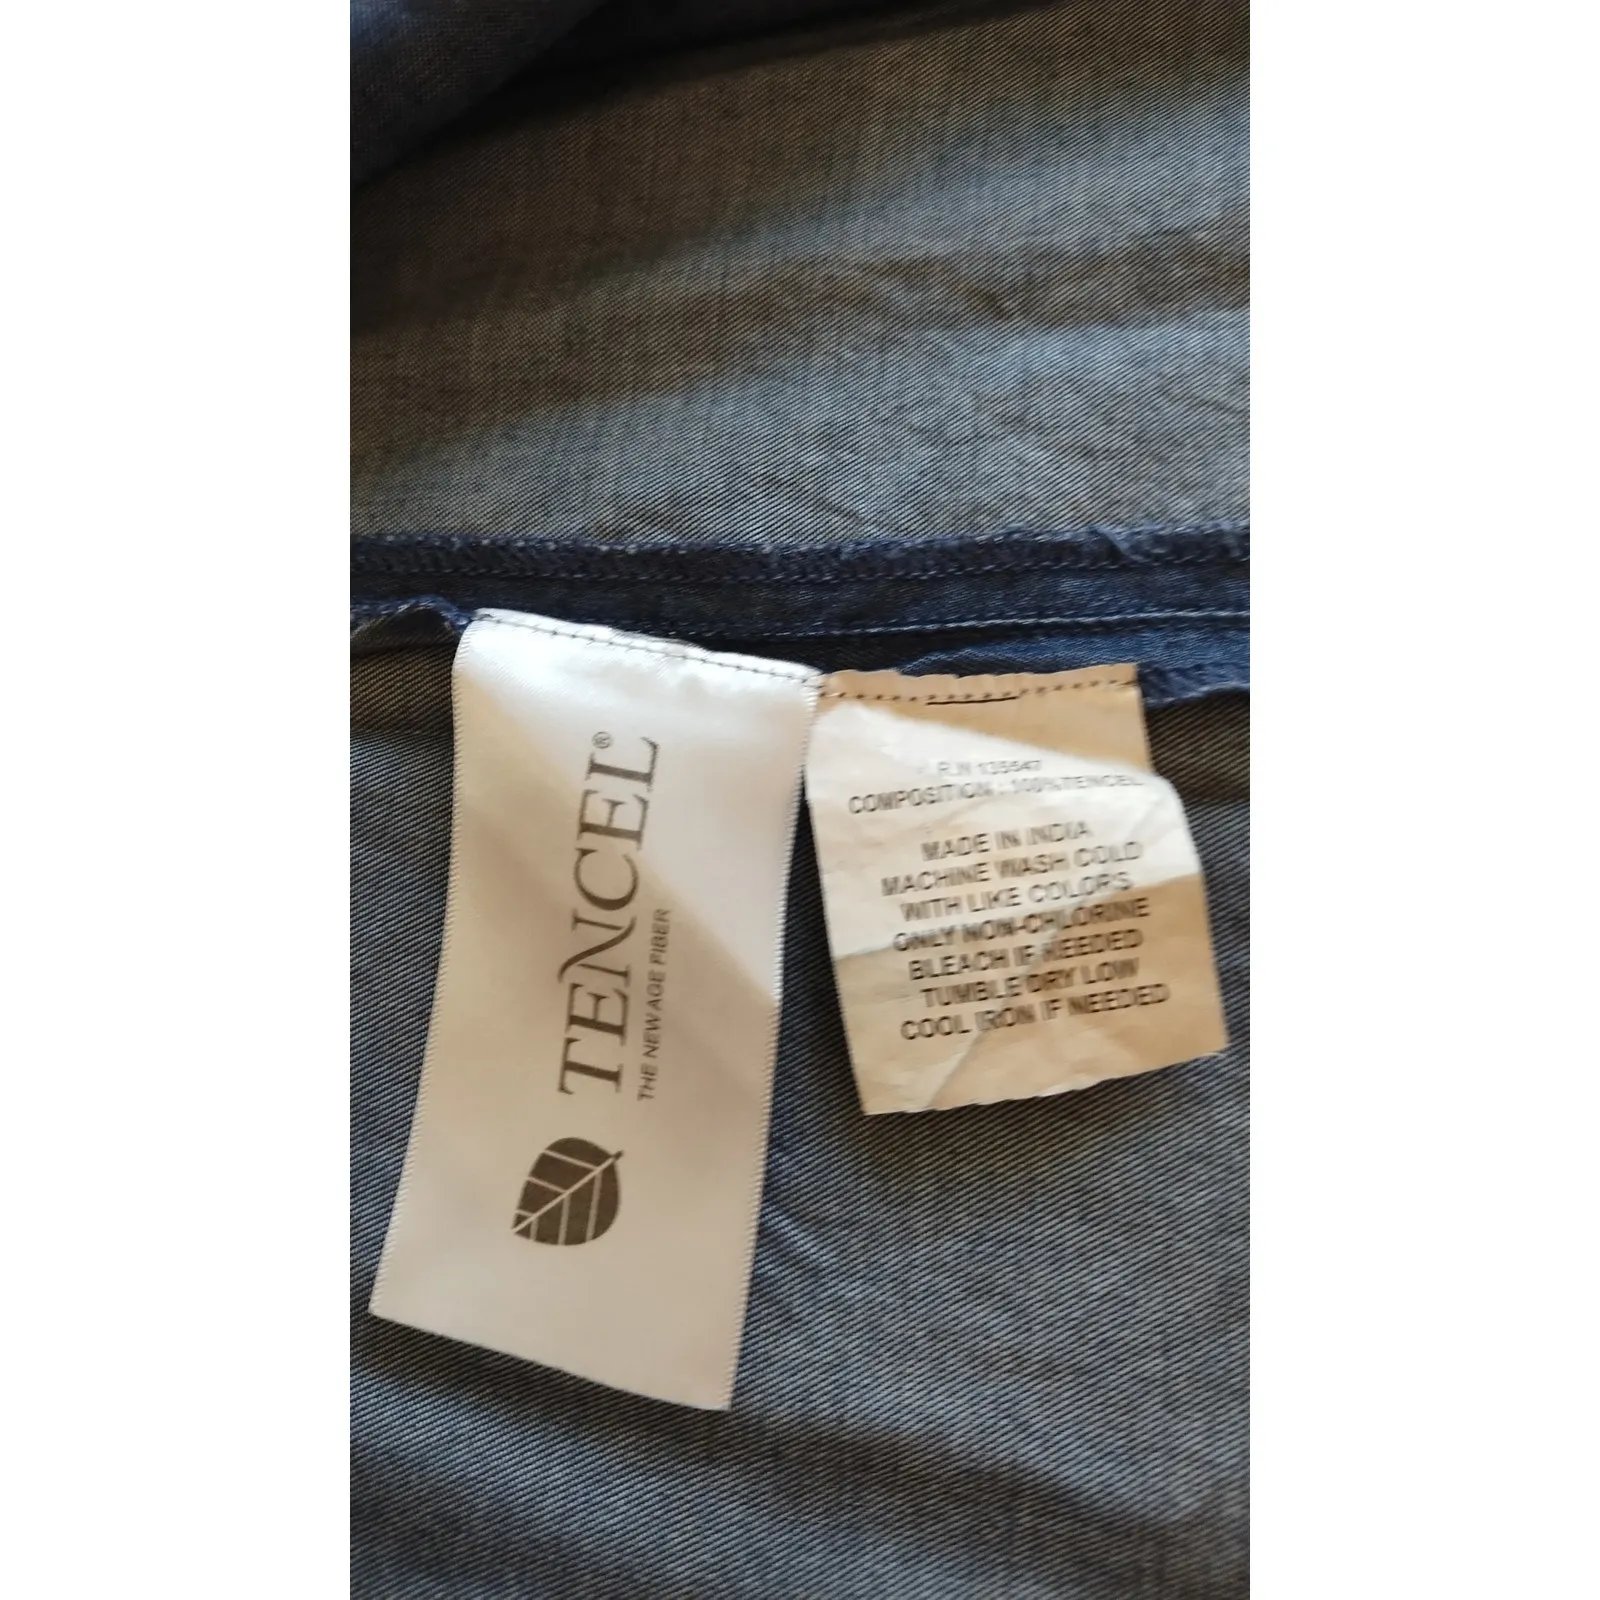 TENCEL®
THE NEW AGE FIBER
R.N 135547
COMPOSITION : 100% TENCEL
MADE IN INDIA
MACHINE WASH COLD
WITH LIKE COLORS
ONLY NON-CHLORINE
BLEACH IF NEEDED
TUMBLE DRY LOW
COOL IRON IF NEEDED